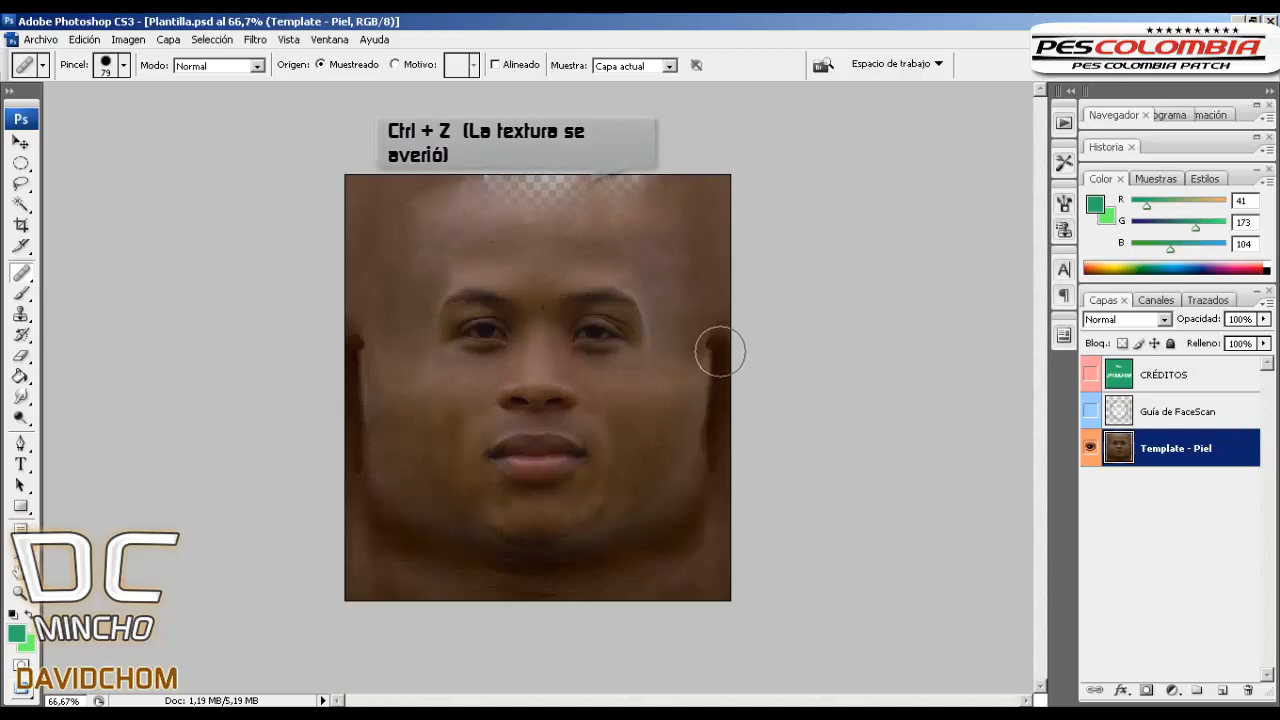 Adobe Photoshop CS3 - [Plantilla.psd al 66,7% (Template - Piel, RGB/8)]
Archivo Edición Imagen Capa Selección Filtro Vista Ventana Ayuda
PESCOLOMBIA
PES COLOMBIA PATCH
Pincel: 79 Modo: Normal Origen: Muestreado Motivo: Alineado Muestra: Capa actual Espacio de trabajo
Ps
Navegador ograma mación
Historia
Color Muestras Estilos
R 41
G 173
B 104
Ctrl + Z (La textura se
averió)
Capas Canales Trazados
Normal Opacidad: 100%
Bloq.: Relleno: 100%
CRÉDITOS
Guía de FaceScan
Template - Piel
DC
MINCHO
DAVIDCHOM
66,67% Doc: 1,19 MB/5,19 MB